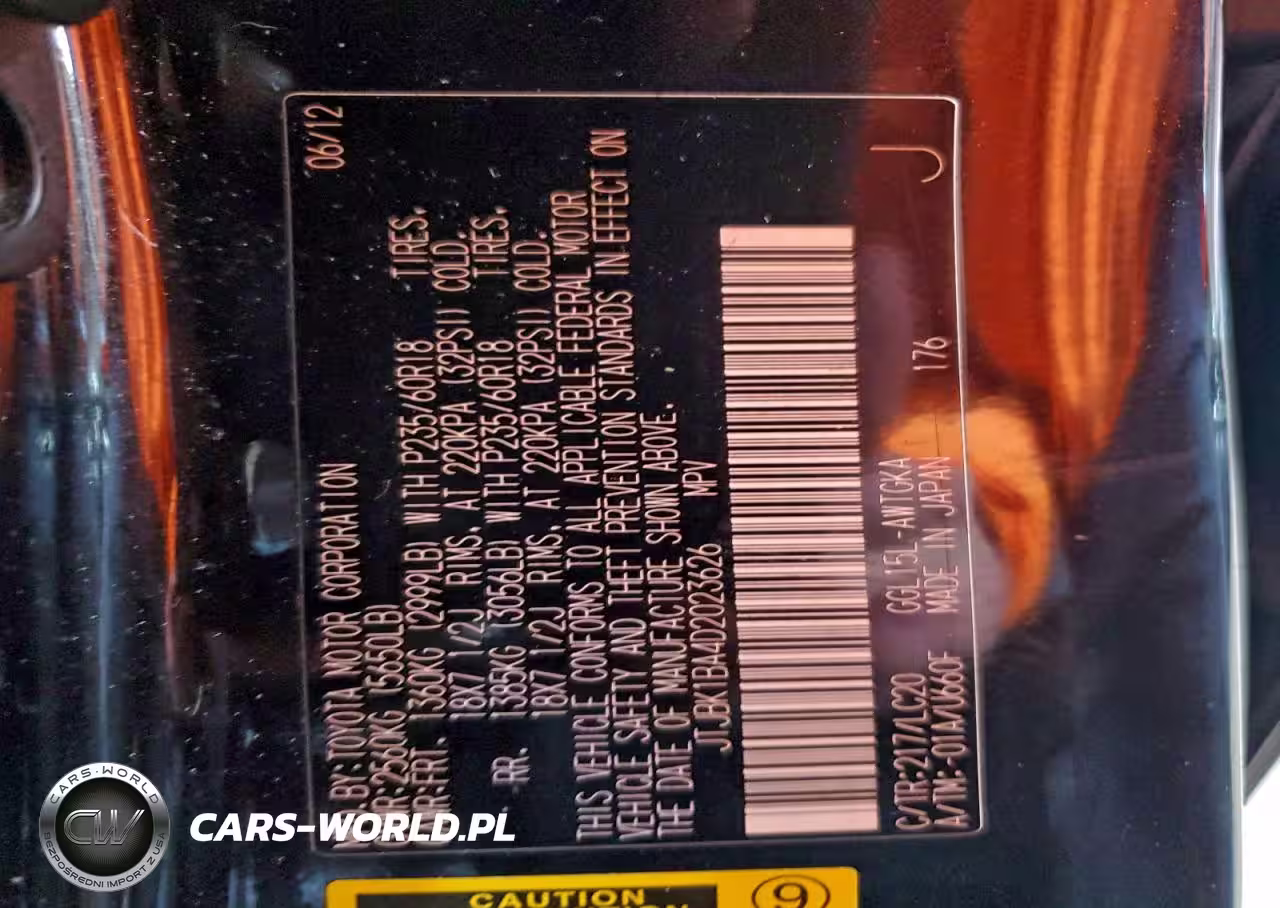 MFD. BY: TOYOTA MOTOR CORPORATION 06/12
GVWR: 2560KG (5650LB)
GAWR: FRT. 1360KG (2999LB) WITH P235/60R18 TIRES.
18X7 1/2J RIMS. AT 220KPA (32PSI) COLD.
RR. 1385KG (3056LB) WITH P235/60R18 TIRES.
18X7 1/2J RIMS. AT 220KPA (32PSI) COLD.
THIS VEHICLE CONFORMS TO ALL APPLICABLE FEDERAL MOTOR
VEHICLE SAFETY AND THEFT PREVENTION STANDARDS IN EFFECT ON
THE DATE OF MANUFACTURE SHOWN ABOVE.
JTJBK1BA4D2023626 MPV
C/TR: 217/LC20 GGL15L-AWTGKA
A/TM: -01A/U660F MADE IN JAPAN 176 J
CAUTION
9
CARS-WORLD
CW
BEZPOŚREDNI IMPORT Z USA
CARS-WORLD.PL